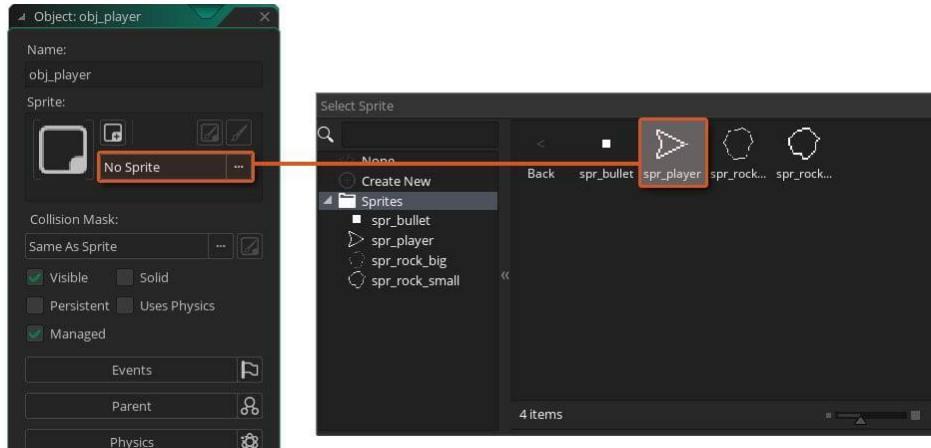 Object: obj_player
Name:
obj_player
Sprite:
No Sprite
Collision Mask:
Same As Sprite
Visible
Solid
Persistent
Uses Physics
Managed
Events
Parent
Physics
Select Sprite
None
Create New
Sprites
spr_bullet
spr_player
spr_rock_big
spr_rock_small
Back
spr_bullet
spr_player
spr_rock...
spr_rock...
4 items